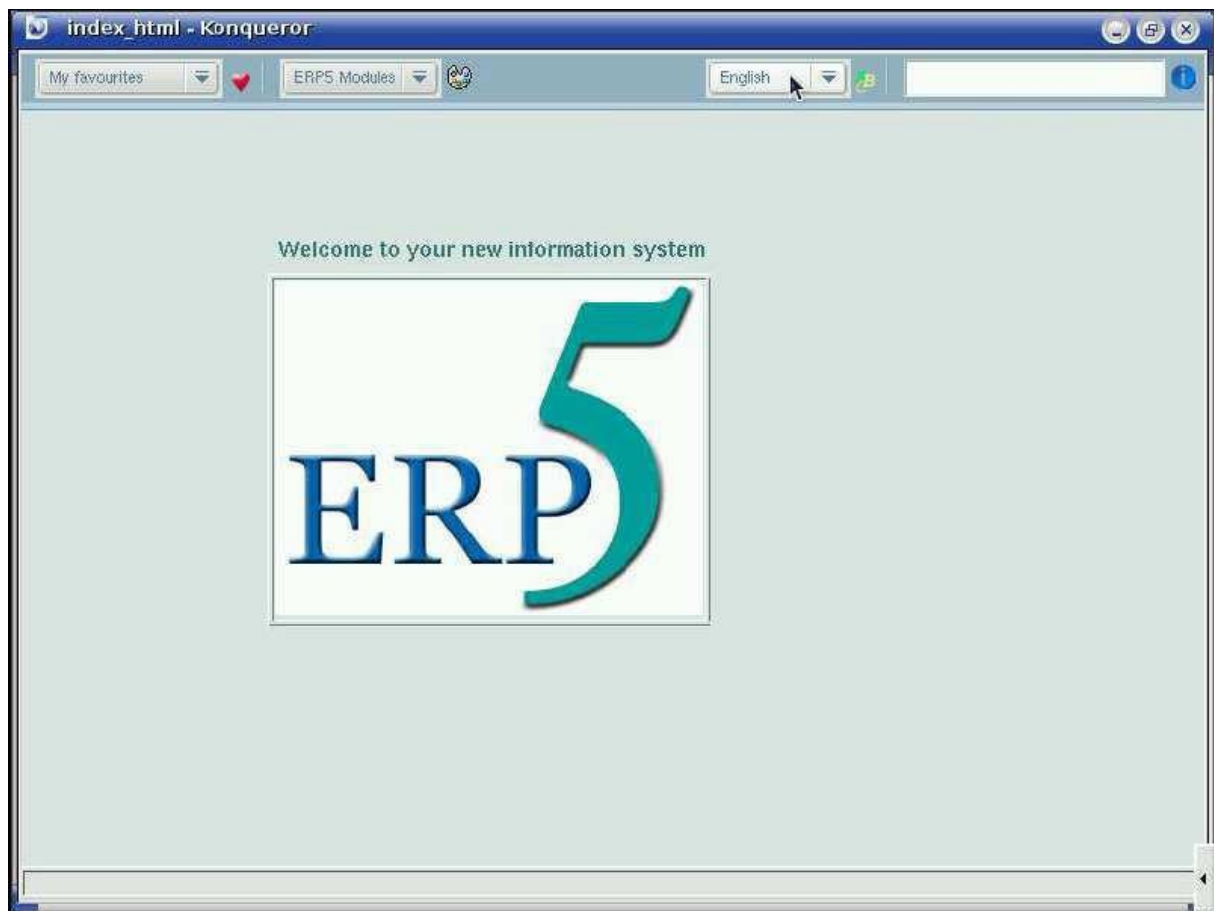 index_html - Konqueror
My favourites ERP5 Modules English
Welcome to your new information system
ERP5